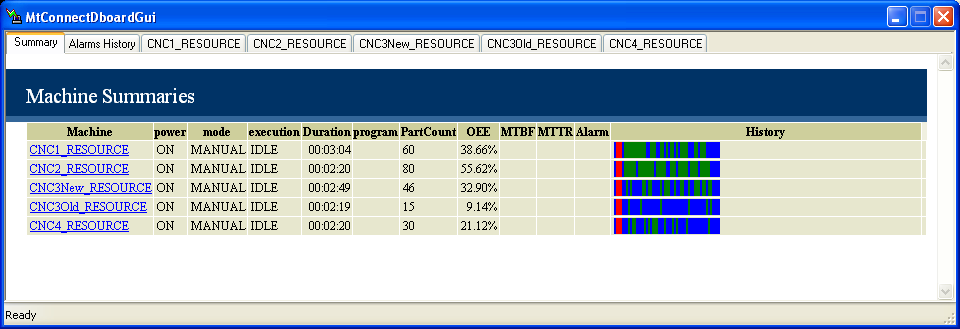 MtConnectDboardGui
Summary Alarms History CNC1_RESOURCE CNC2_RESOURCE CNC3New_RESOURCE CNC3Old_RESOURCE CNC4_RESOURCE
Machine Summaries
Machine power mode execution Duration program PartCount OEE MTBF MTTR Alarm History
CNC1_RESOURCE ON MANUAL IDLE 00:03:04 60 38.66%
CNC2_RESOURCE ON MANUAL IDLE 00:02:20 80 55.62%
CNC3New_RESOURCE ON MANUAL IDLE 00:02:49 46 32.90%
CNC3Old_RESOURCE ON MANUAL IDLE 00:02:19 15 9.14%
CNC4_RESOURCE ON MANUAL IDLE 00:02:20 30 21.12%
Ready